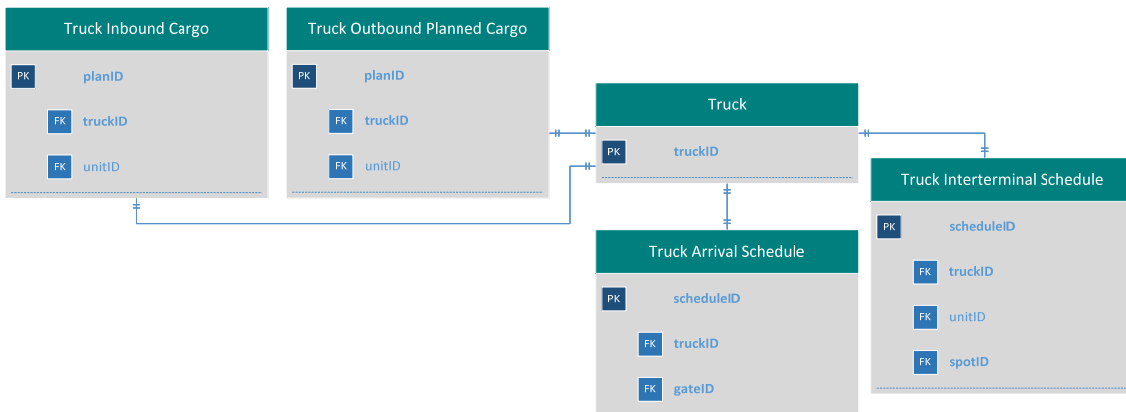 Truck Inbound Cargo
PK planID
FK truckID
FK unitID
Truck Outbound Planned Cargo
PK planID
FK truckID
FK unitID
Truck
PK truckID
Truck Arrival Schedule
PK scheduleID
FK truckID
FK gateID
Truck Interterminal Schedule
PK scheduleID
FK truckID
FK unitID
FK spotID